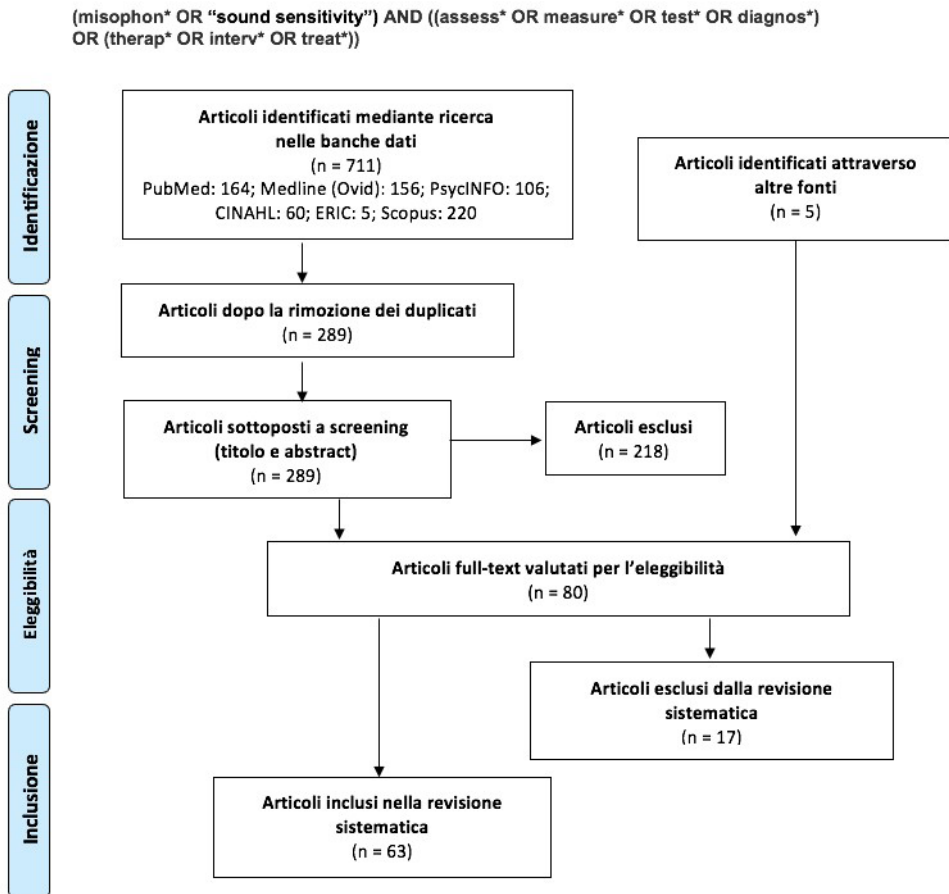 (misophon* OR “sound sensitivity”) AND ((assess* OR measure* OR test* OR diagnos*)
OR (therap* OR interv* OR treat*))
Identificazione
Articoli identificati mediante ricerca
nelle banche dati
(n = 711)
PubMed: 164; Medline (Ovid): 156; PsycINFO: 106;
CINAHL: 60; ERIC: 5; Scopus: 220
Articoli identificati attraverso
altre fonti
(n = 5)
Screening
Articoli dopo la rimozione dei duplicati
(n = 289)
Articoli sottoposti a screening
(titolo e abstract)
(n = 289)
Articoli esclusi
(n = 218)
Eleggibilità
Articoli full-text valutati per l’eleggibilità
(n = 80)
Articoli esclusi dalla revisione
sistematica
(n = 17)
Inclusione
Articoli inclusi nella revisione
sistematica
(n = 63)